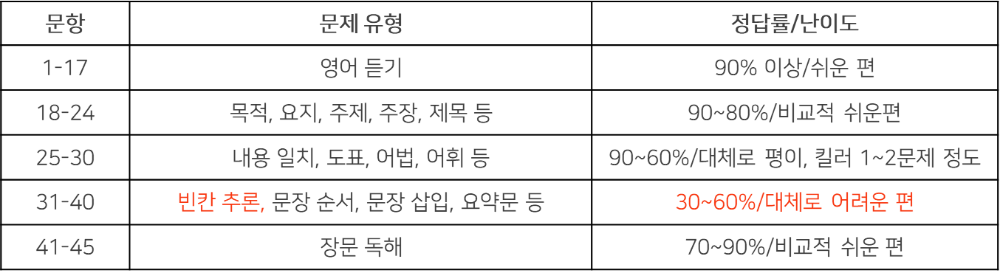 문항 문제 유형 정답률/난이도
1-17 영어 듣기 90% 이상/쉬운 편
18-24 목적, 요지, 주제, 주장, 제목 등 90~80%/비교적 쉬운편
25-30 내용 일치, 도표, 어법, 어휘 등 90~60%/대체로 평이, 킬러 1~2문제 정도
31-40 빈칸 추론, 문장 순서, 문장 삽입, 요약문 등 30~60%/대체로 어려운 편
41-45 장문 독해 70~90%/비교적 쉬운 편